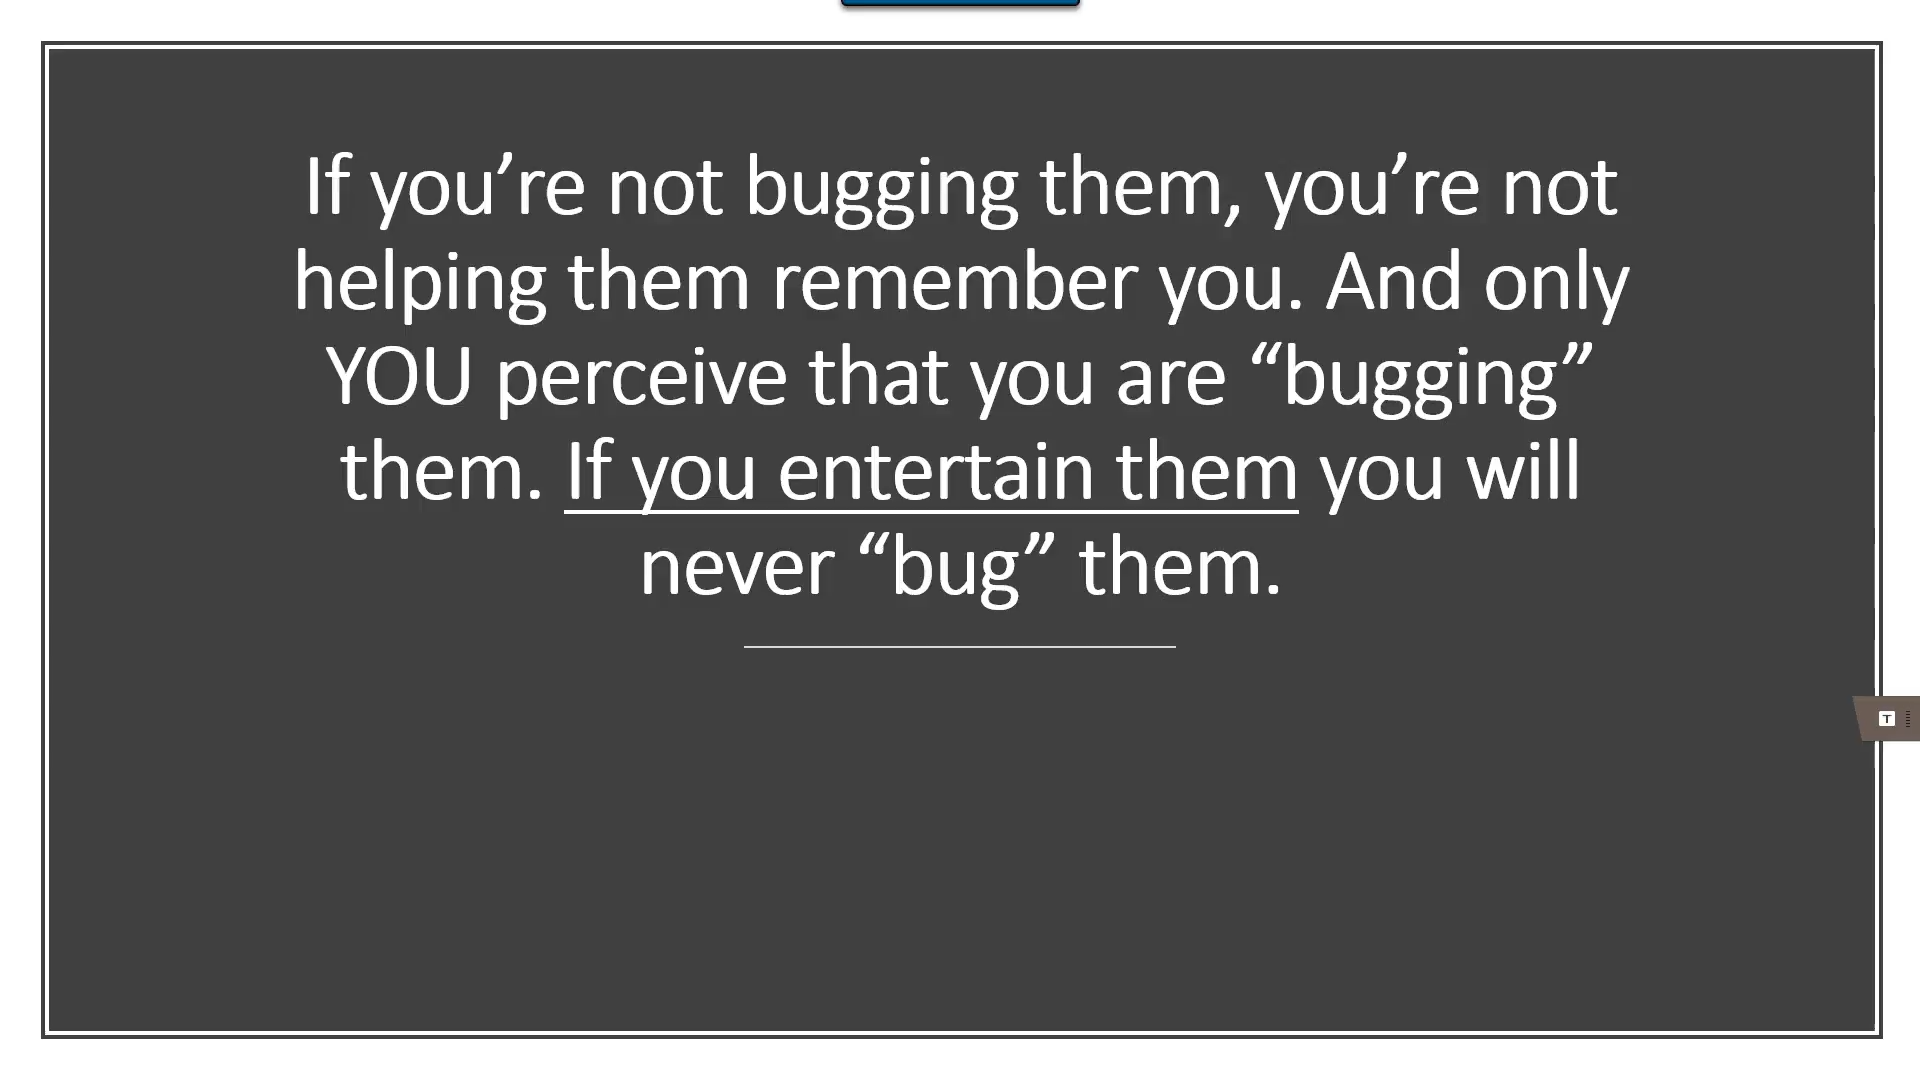 If you’re not bugging them, you’re not
helping them remember you. And only
YOU perceive that you are “bugging”
them. If you entertain them you will
never “bug” them.
T